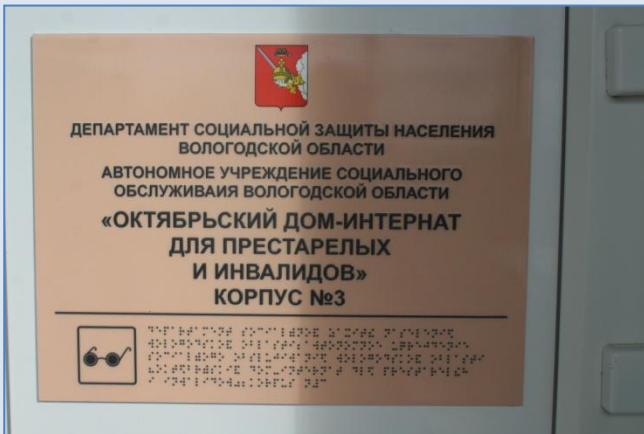 ДЕПАРТАМЕНТ СОЦИАЛЬНОЙ ЗАЩИТЫ НАСЕЛЕНИЯ
ВОЛОГОДСКОЙ ОБЛАСТИ
АВТОНОМНОЕ УЧРЕЖДЕНИЕ СОЦИАЛЬНОГО
ОБСЛУЖИВАИЯ ВОЛОГОДСКОЙ ОБЛАСТИ
«ОКТЯБРЬСКИЙ ДОМ-ИНТЕРНАТ
ДЛЯ ПРЕСТАРЕЛЫХ
И ИНВАЛИДОВ»
КОРПУС №3